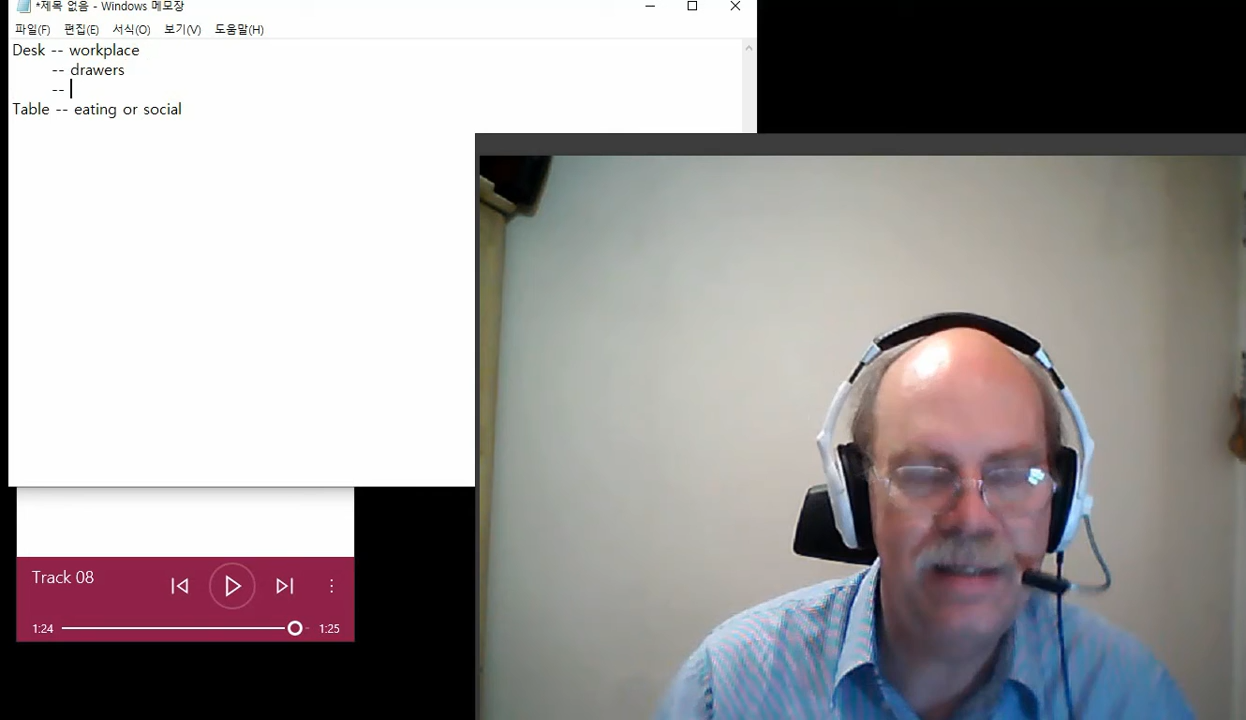 *제목 없음 - Windows 메모장
파일(F) 편집(E) 서식(O) 보기(V) 도움말(H)
Desk -- workplace
-- drawers
--
Table -- eating or social
Track 08
1:24 1:25